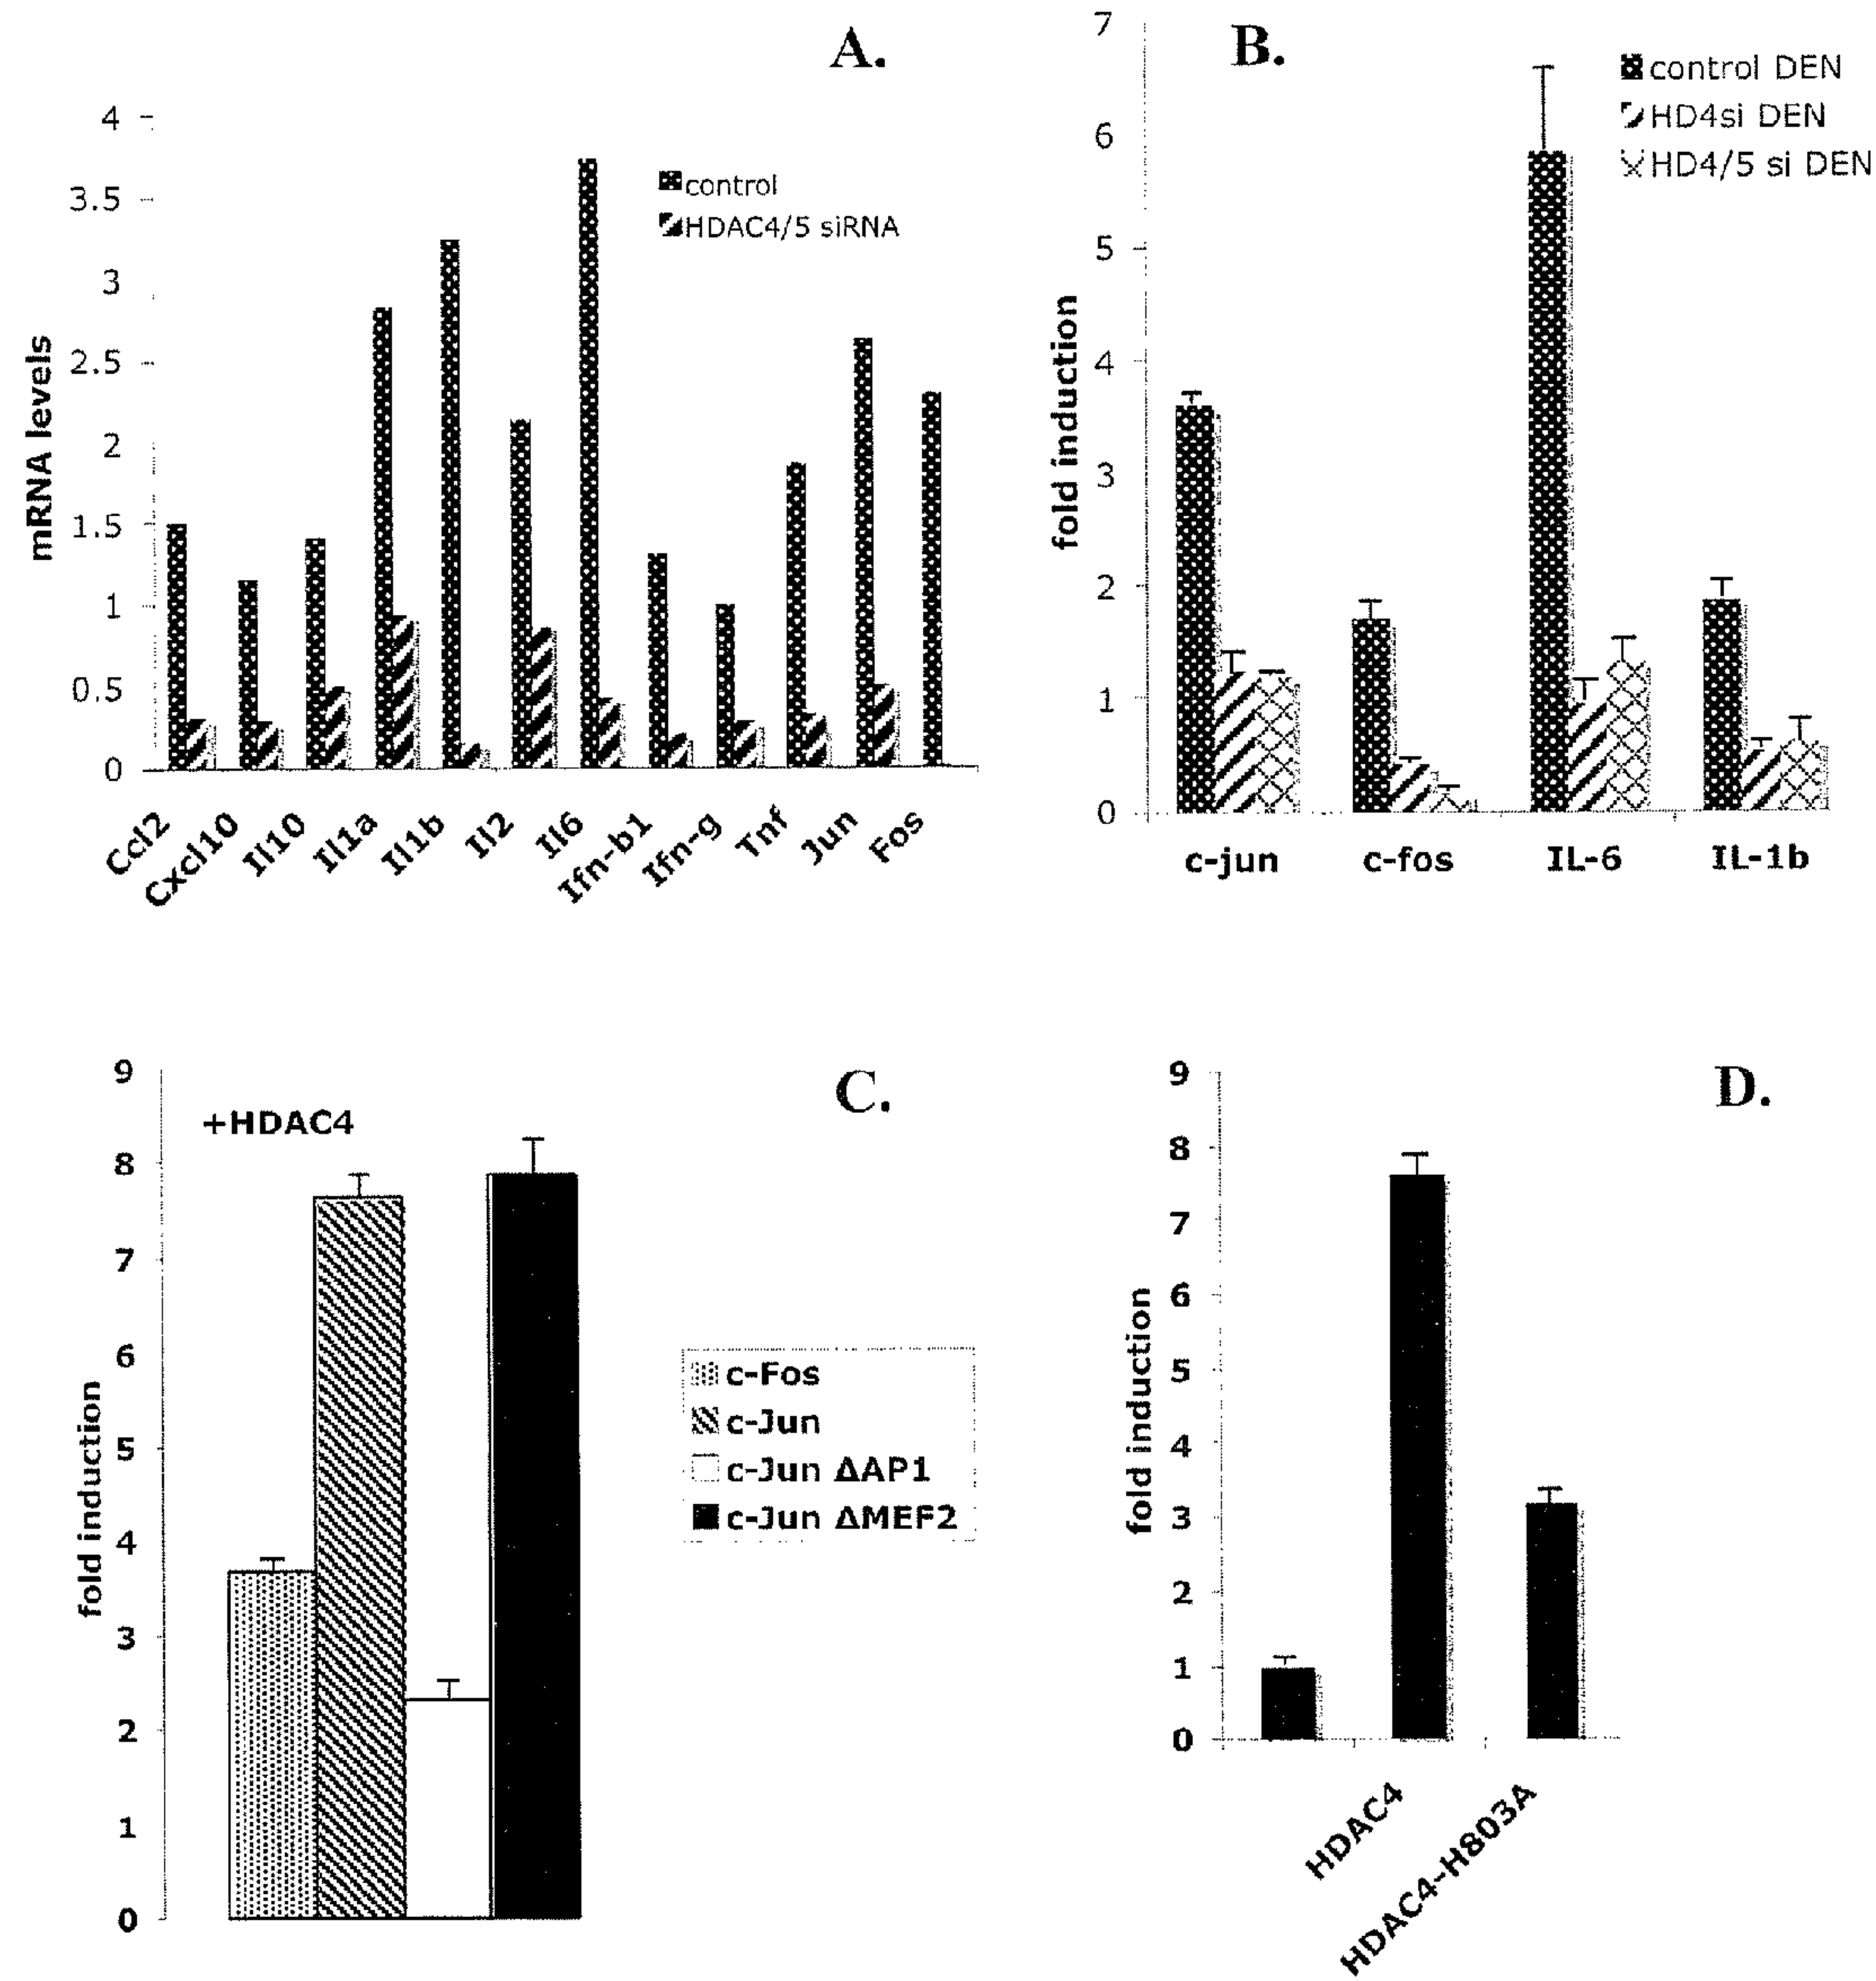 A.
4
3.5
3
2.5
2
1.5
1
0.5
0
mRNA levels
control
HDAC4/5 siRNA
Ccl2
Cxcl10
Il10
Il1a
Il1b
Il2
Il6
Ifn-b1
Ifn-g
Tnf
Jun
Fos
B.
7
6
5
4
3
2
1
0
fold induction
control DEN
HD4si DEN
HD4/5 si DEN
c-jun
c-fos
IL-6
IL-1b
C.
9
8
7
6
5
4
3
2
1
0
fold induction
+HDAC4
c-Fos
c-Jun
c-Jun ΔAP1
c-Jun ΔMEF2
D.
9
8
7
6
5
4
3
2
1
0
fold induction
HDAC4
HDAC4-H803A